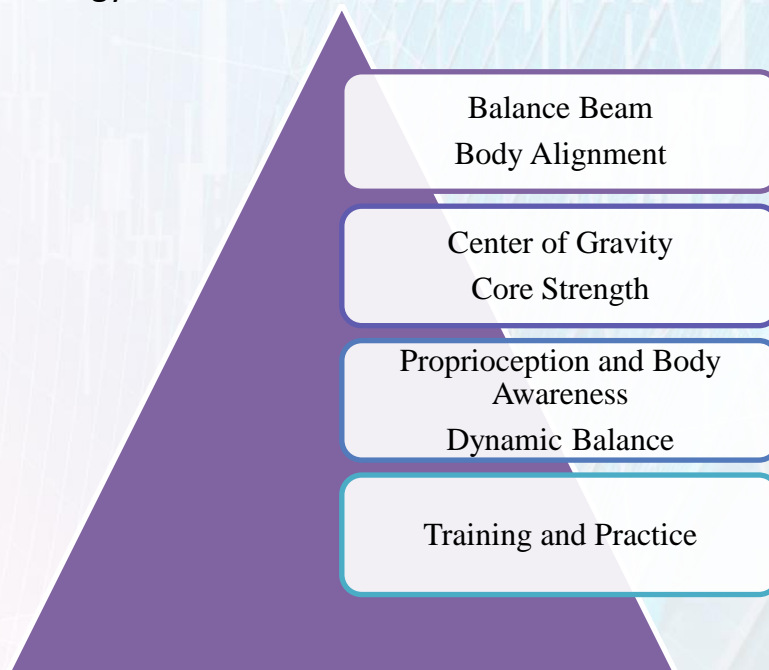 Balance Beam
Body Alignment
Center of Gravity
Core Strength
Proprioception and Body
Awareness
Dynamic Balance
Training and Practice